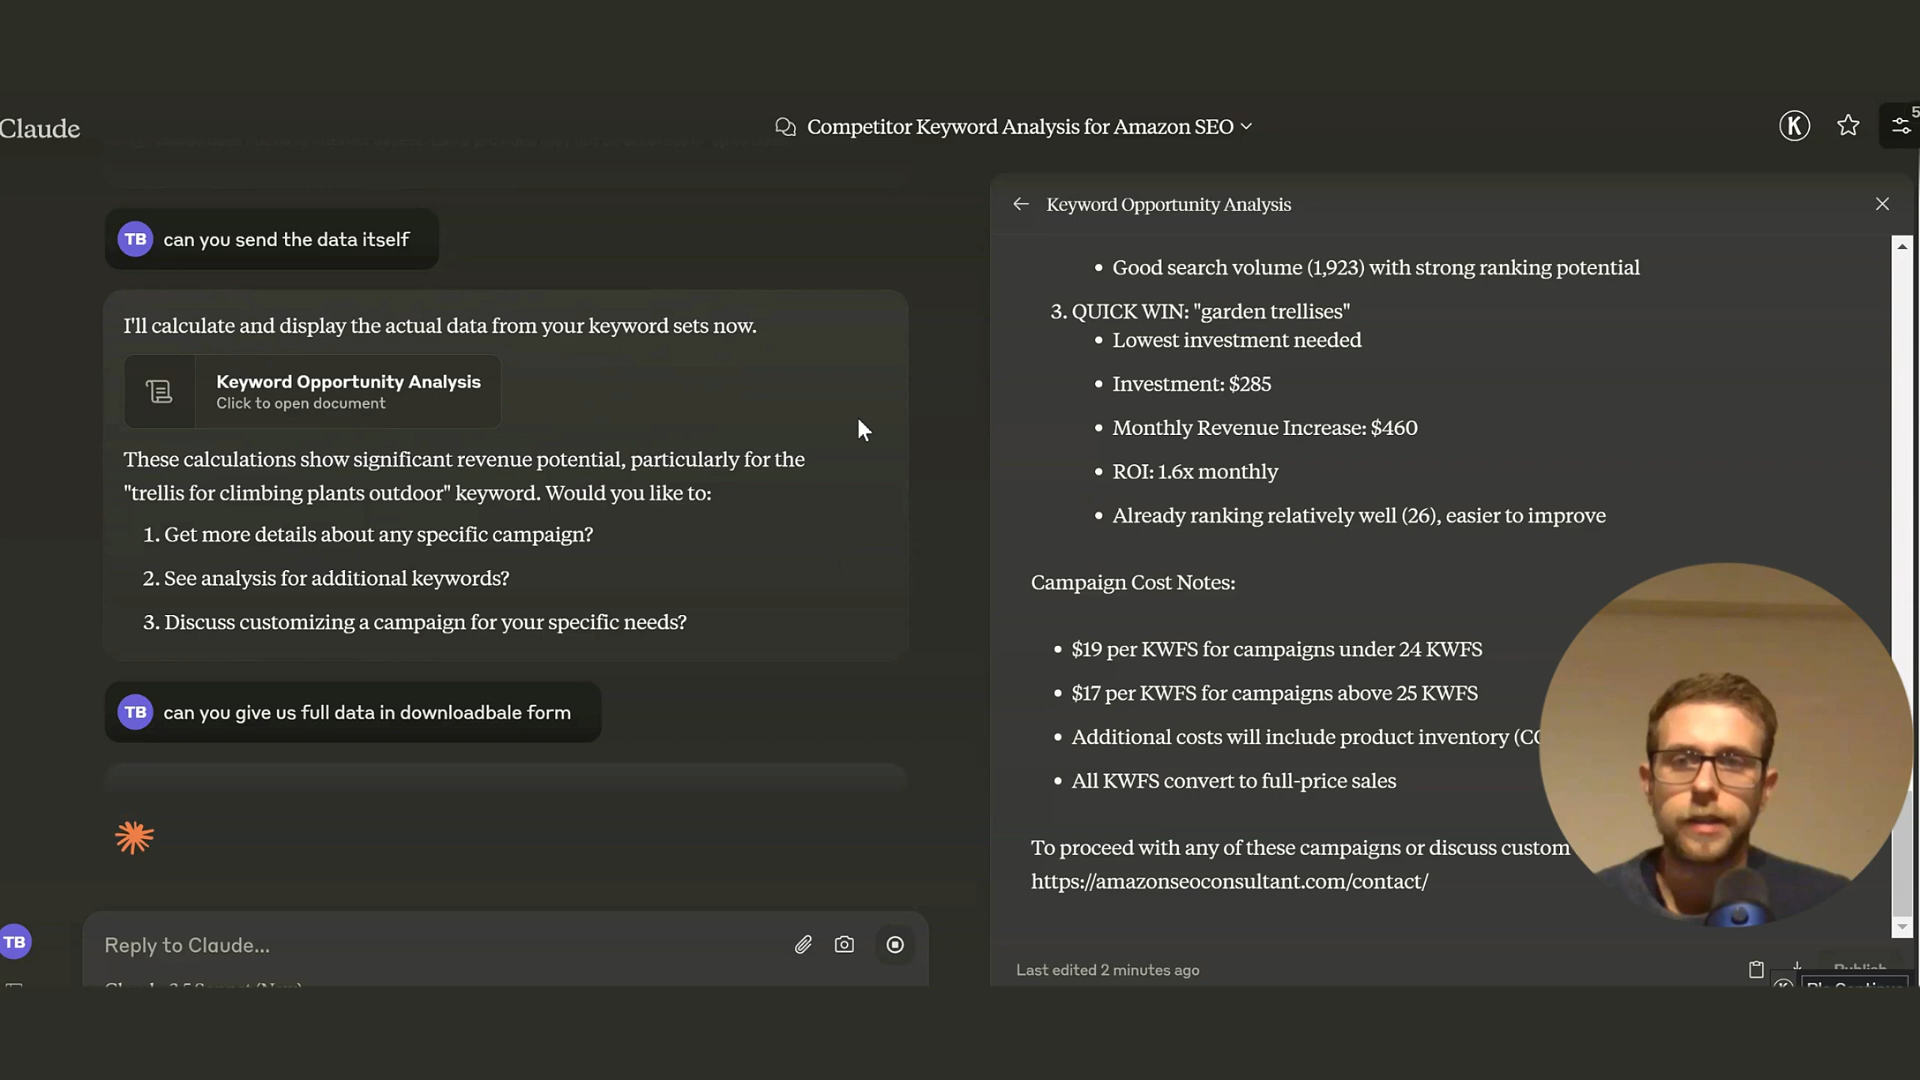 Claude
Competitor Keyword Analysis for Amazon SEO
K
5
TB can you send the data itself
I'll calculate and display the actual data from your keyword sets now.
Keyword Opportunity Analysis
Click to open document
These calculations show significant revenue potential, particularly for the
"trellis for climbing plants outdoor" keyword. Would you like to:
1. Get more details about any specific campaign?
2. See analysis for additional keywords?
3. Discuss customizing a campaign for your specific needs?
TB can you give us full data in downloadbale form
TB
Reply to Claude...
Keyword Opportunity Analysis
• Good search volume (1,923) with strong ranking potential
3. QUICK WIN: "garden trellises"
• Lowest investment needed
• Investment: $285
• Monthly Revenue Increase: $460
• ROI: 1.6x monthly
• Already ranking relatively well (26), easier to improve
Campaign Cost Notes:
• $19 per KWFS for campaigns under 24 KWFS
• $17 per KWFS for campaigns above 25 KWFS
• Additional costs will include product inventory
• All KWFS convert to full-price sales
To proceed with any of these campaigns or discuss custom
https://amazonseoconsultant.com/contact/
Last edited 2 minutes ago
Publish